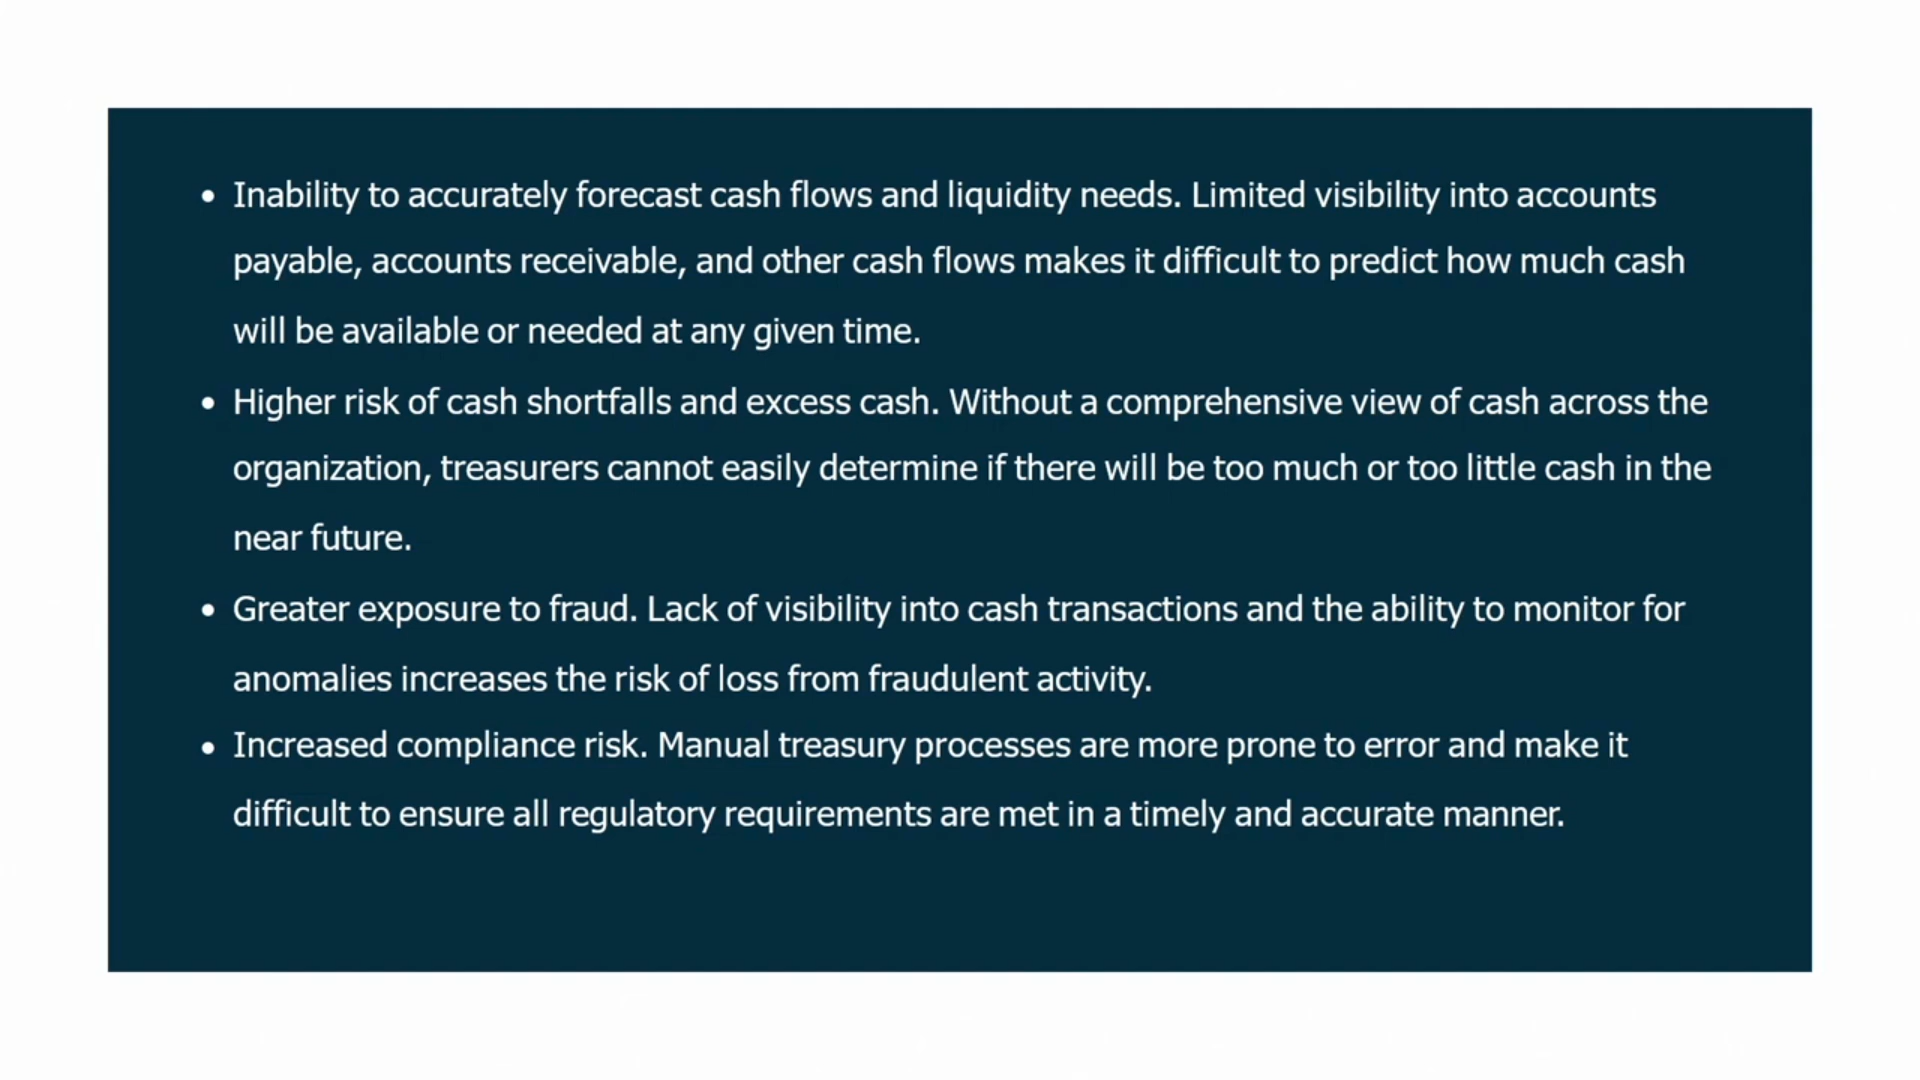 • Inability to accurately forecast cash flows and liquidity needs. Limited visibility into accounts
payable, accounts receivable, and other cash flows makes it difficult to predict how much cash
will be available or needed at any given time.
• Higher risk of cash shortfalls and excess cash. Without a comprehensive view of cash across the
organization, treasurers cannot easily determine if there will be too much or too little cash in the
near future.
• Greater exposure to fraud. Lack of visibility into cash transactions and the ability to monitor for
anomalies increases the risk of loss from fraudulent activity.
• Increased compliance risk. Manual treasury processes are more prone to error and make it
difficult to ensure all regulatory requirements are met in a timely and accurate manner.